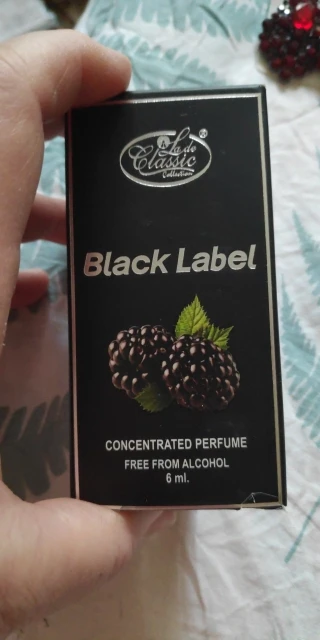 La de
Classic
Collection
Black Label
CONCENTRATED PERFUME
FREE FROM ALCOHOL
6 ml.